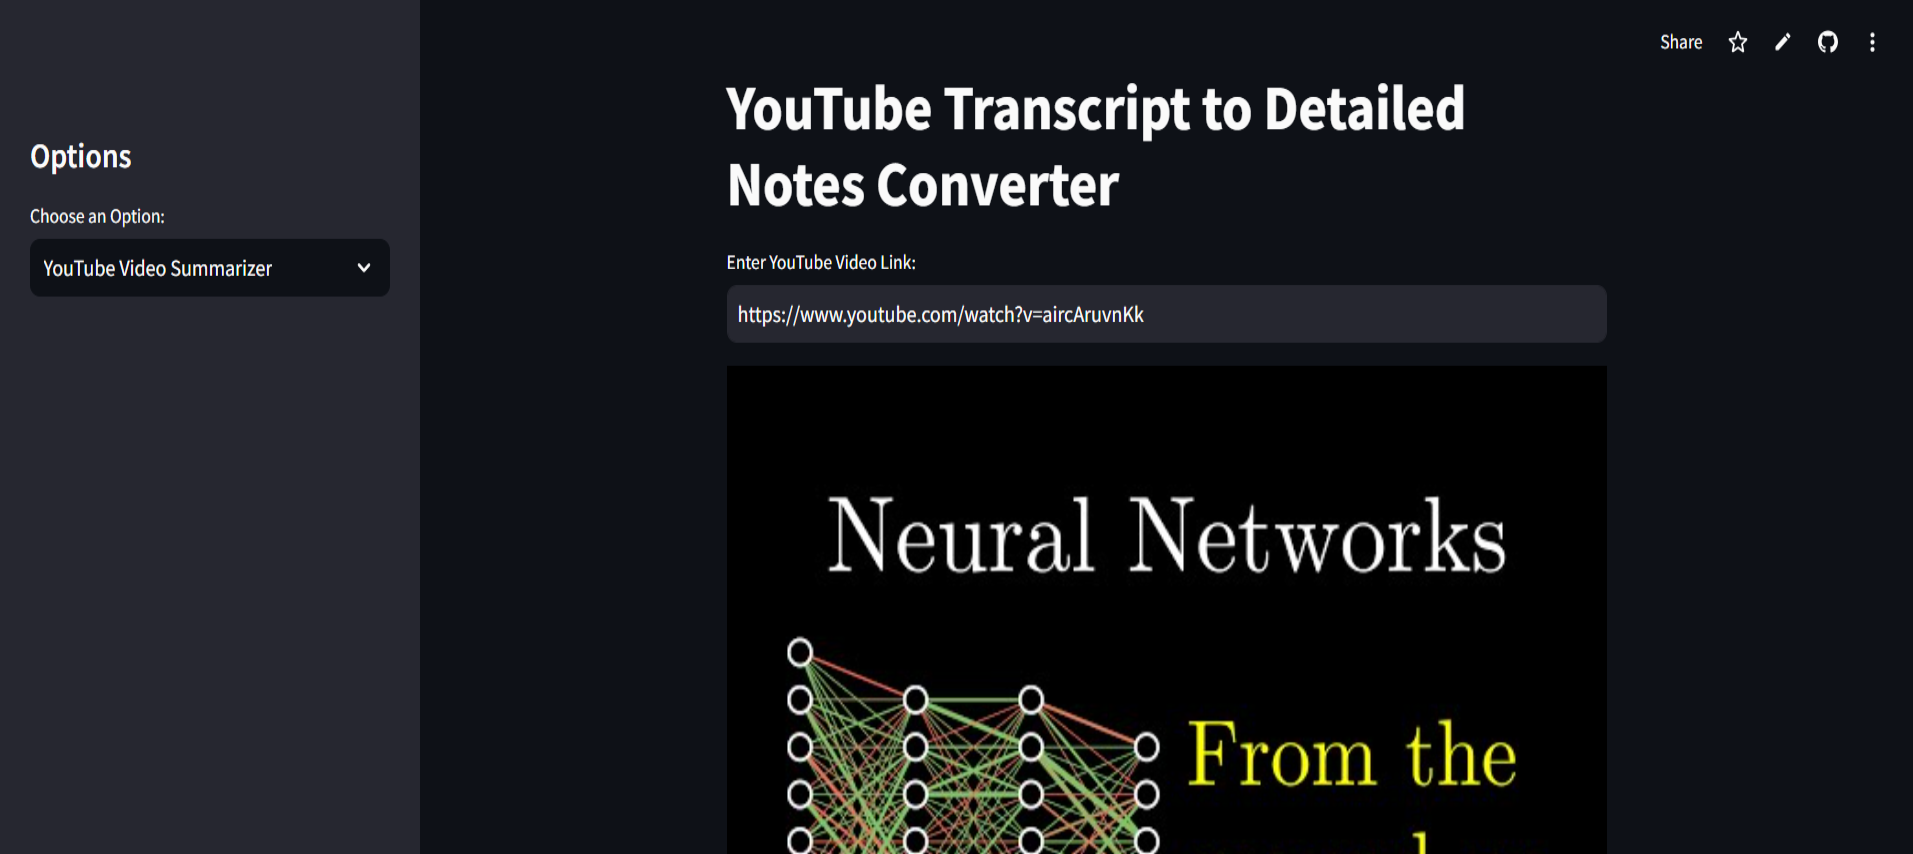 Share
Options
Choose an Option:
YouTube Video Summarizer
YouTube Transcript to Detailed
Notes Converter
Enter YouTube Video Link:
https://www.youtube.com/watch?v=aircAruvnKk
Neural Networks
From the